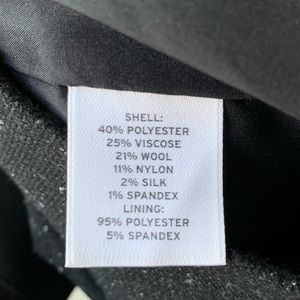 SHELL:
40% POLYESTER
25% VISCOSE
21% WOOL
11% NYLON
2% SILK
1% SPANDEX
LINING:
95% POLYESTER
5% SPANDEX